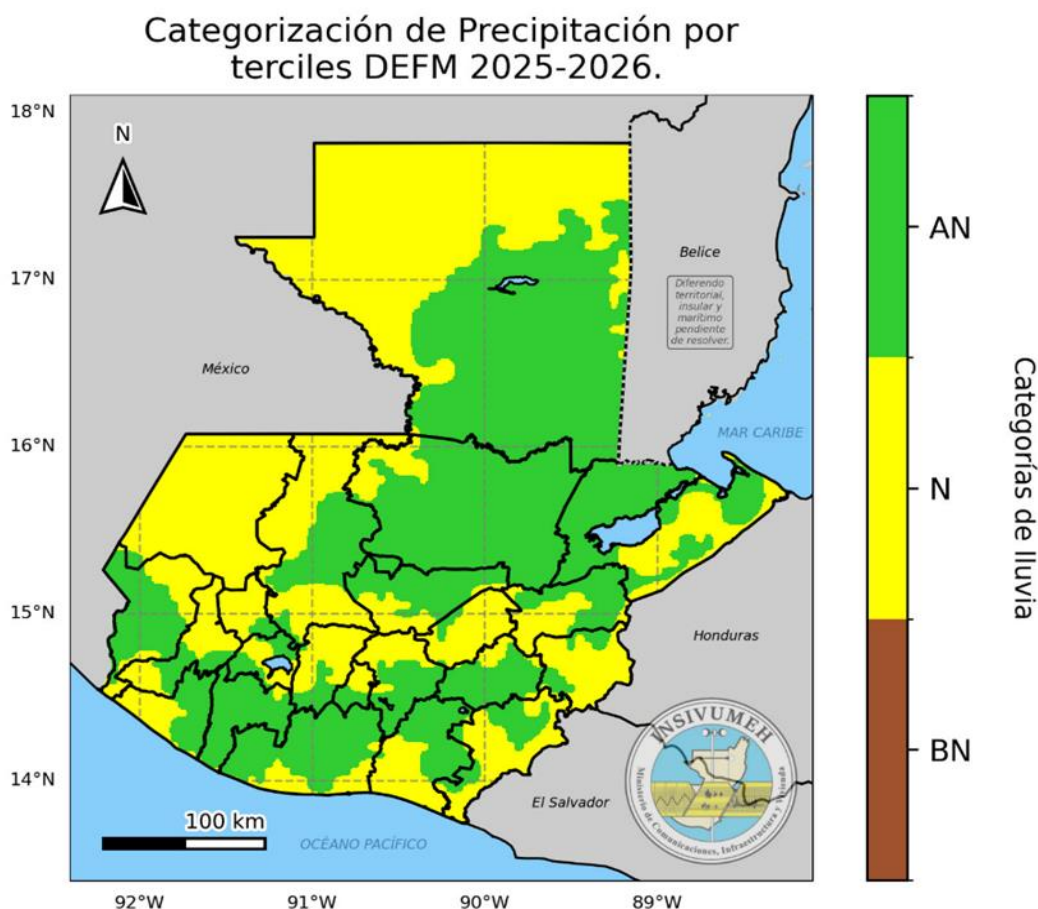 Categorización de Precipitación por
terciles DEFM 2025-2026.
18°N
17°N
16°N
15°N
14°N
N
México
Belice
Diferendo
territorial,
insular y
marítimo
pendiente
de resolver.
MAR CARIBE
Honduras
El Salvador
OCÉANO PACÍFICO
100 km
INSIVUMEH
Ministerio de Comunicaciones, Infraestructura y Vivienda
92°W
91°W
90°W
89°W
AN
N
BN
Categorías de lluvia